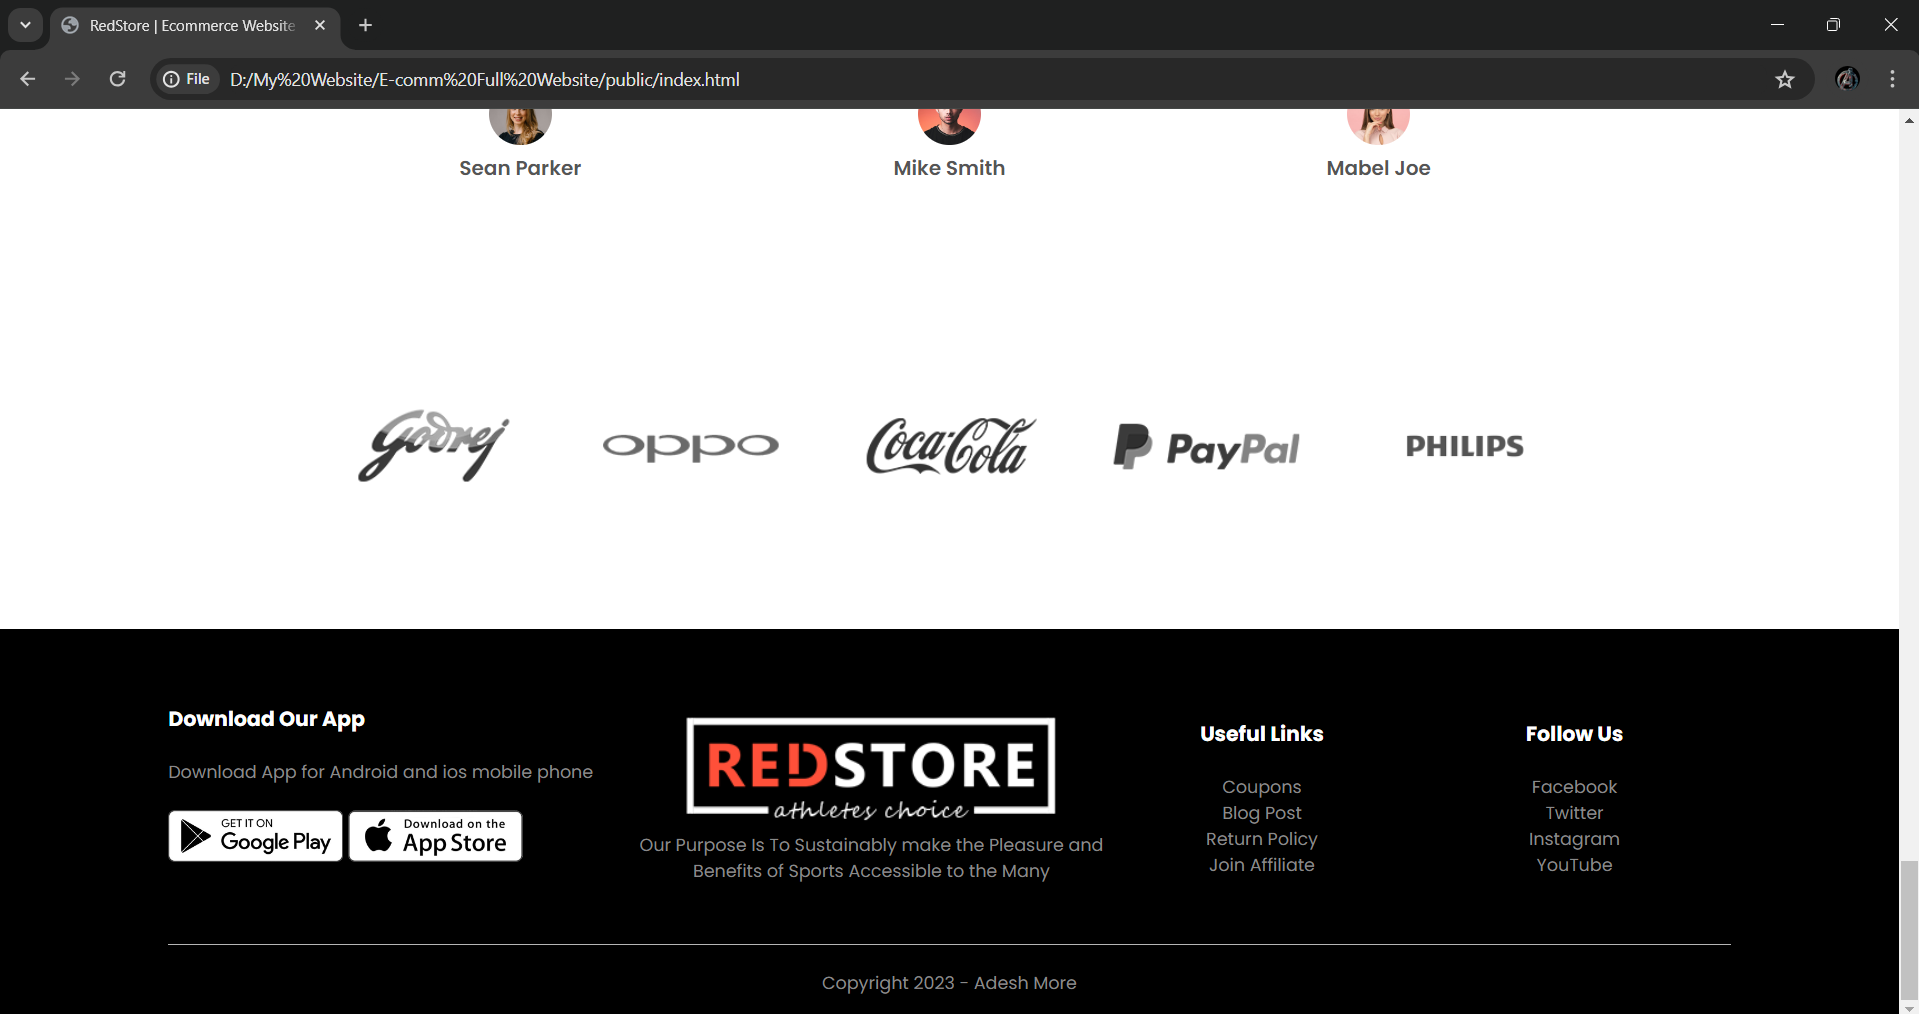 RedStore | Ecommerce Website
File
D:/My%20Website/E-comm%20Full%20Website/public/index.html
Sean Parker
Mike Smith
Mabel Joe
Godrej
oppo
Coca-Cola
PayPal
PHILIPS
Download Our App
Download App for Android and ios mobile phone
GET IT ON
Google Play
Download on the
App Store
REDSTORE
athletes choice
Our Purpose Is To Sustainably make the Pleasure and
Benefits of Sports Accessible to the Many
Useful Links
Coupons
Blog Post
Return Policy
Join Affiliate
Follow Us
Facebook
Twitter
Instagram
YouTube
Copyright 2023 - Adesh More